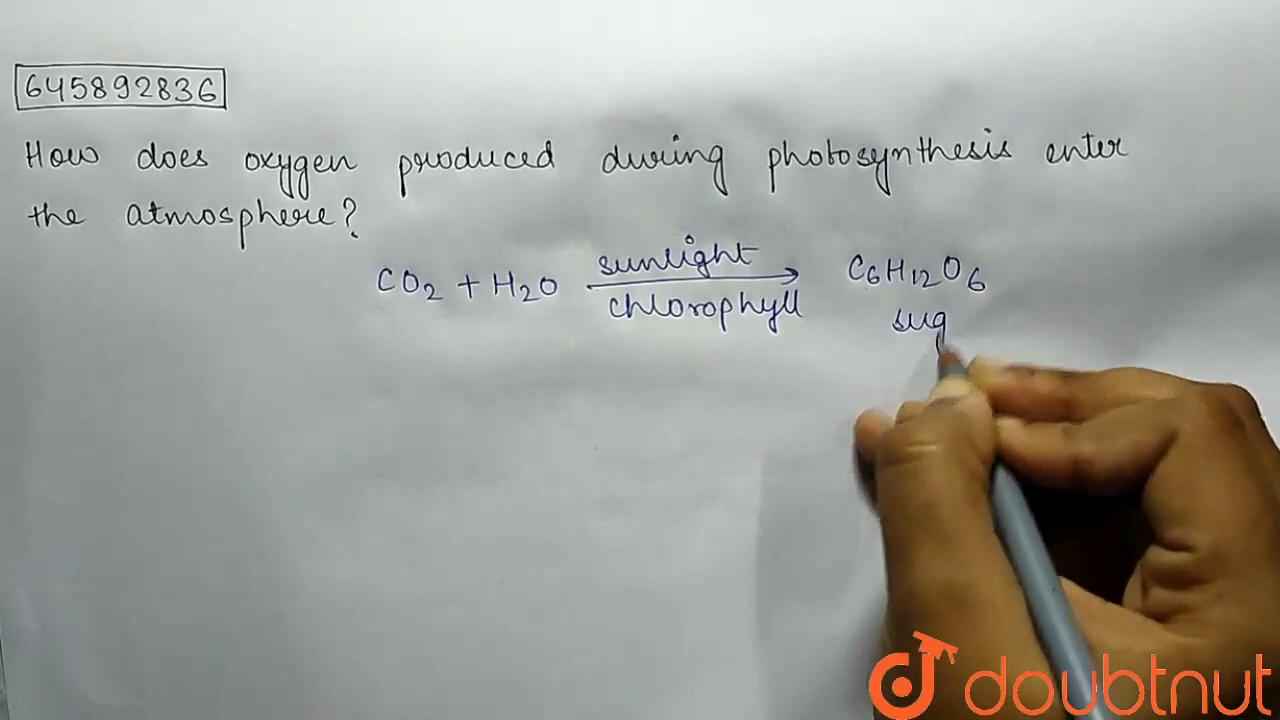 645892836
How does oxygen produced during photosynthesis enter
the atmosphere?
CO₂ + H₂O sunlight C₆H₁₂O₆
chlorophyll sug
doubtnut